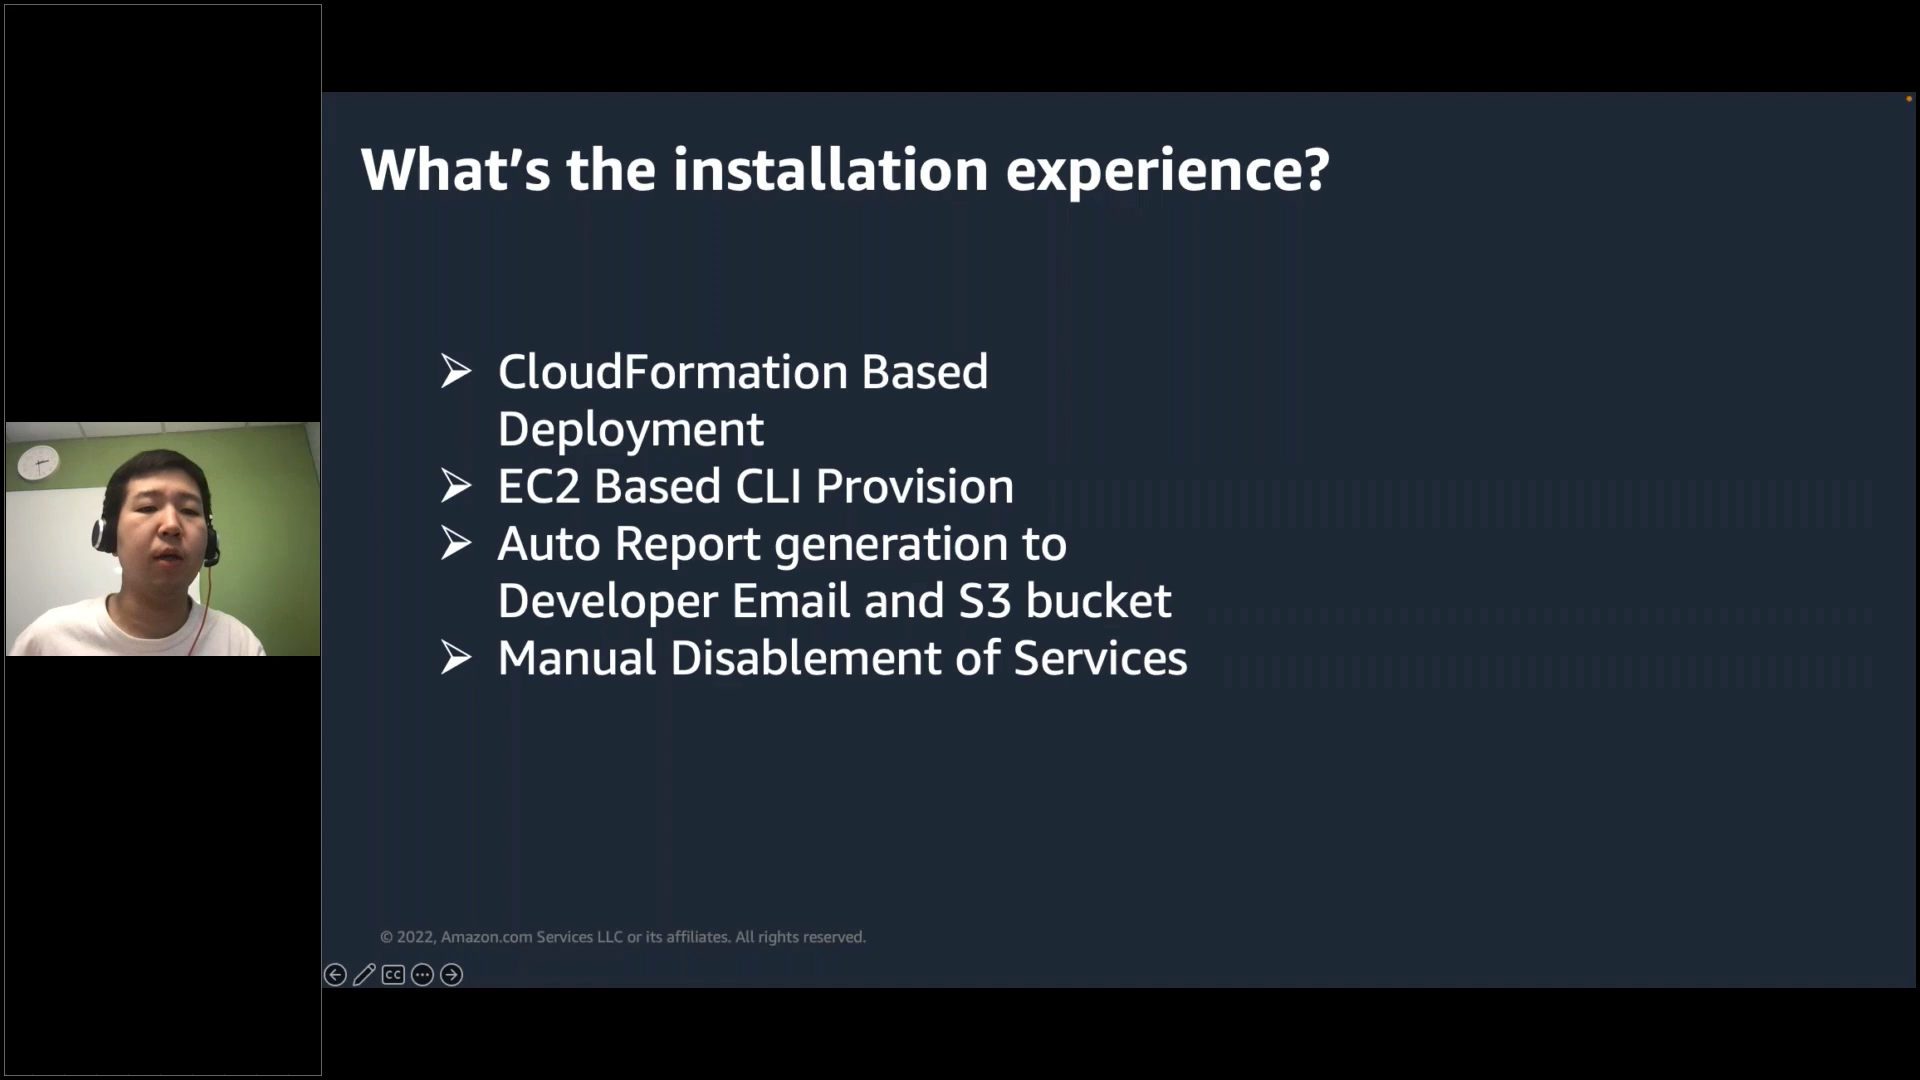 What's the installation experience?
➢ CloudFormation Based
Deployment
➢ EC2 Based CLI Provision
➢ Auto Report generation to
Developer Email and S3 bucket
➢ Manual Disablement of Services
© 2022, Amazon.com Services LLC or its affiliates. All rights reserved.
CC